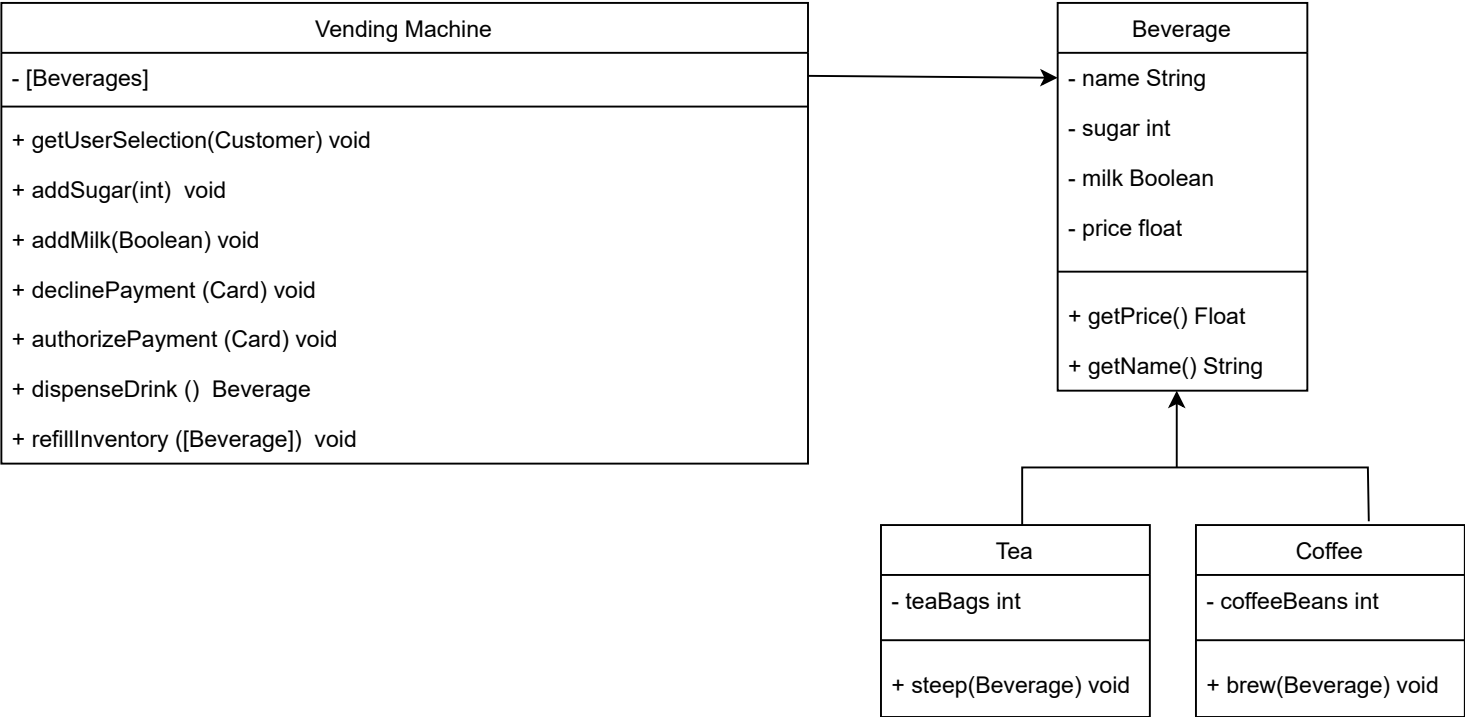 Vending Machine
- [Beverages]
+ getUserSelection(Customer) void
+ addSugar(int)  void
+ addMilk(Boolean) void
+ declinePayment (Card) void
+ authorizePayment (Card) void
+ dispenseDrink ()  Beverage
+ refillInventory ([Beverage])  void
Beverage
- name String
- sugar int
- milk Boolean
- price float
+ getPrice() Float
+ getName() String
Tea
- teaBags int
+ steep(Beverage) void
Coffee
- coffeeBeans int
+ brew(Beverage) void